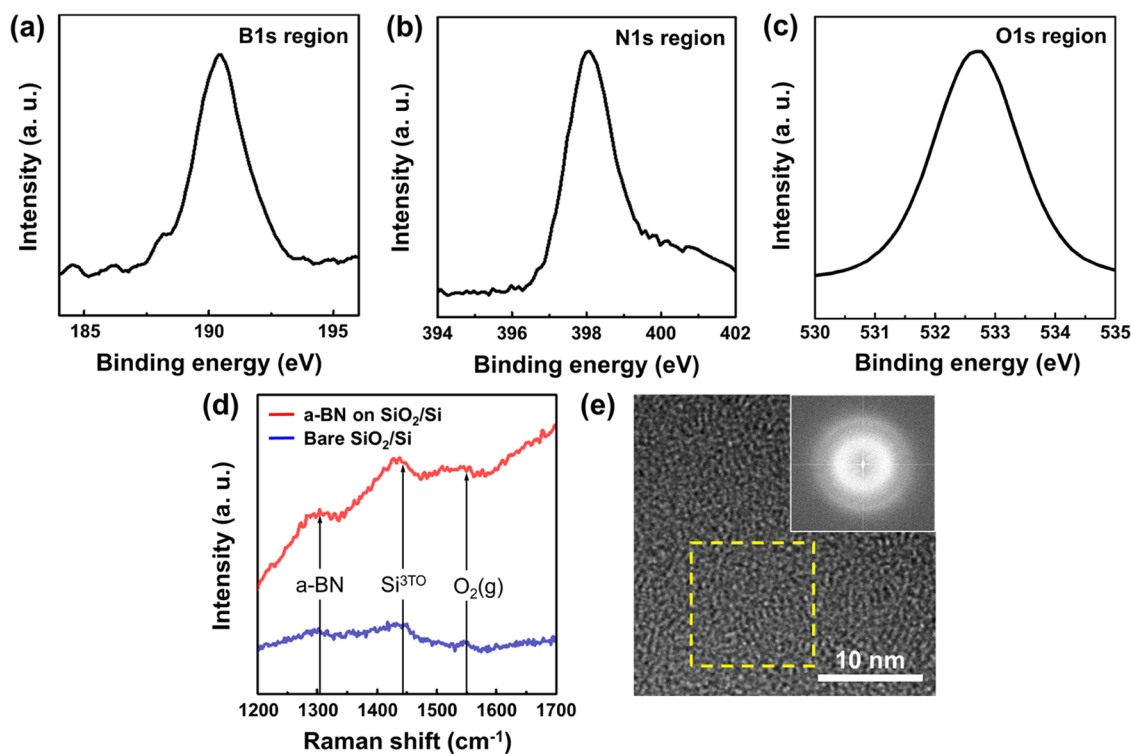 (a)
B1s region
Intensity (a. u.)
185
190
195
Binding energy (eV)
(b)
N1s region
Intensity (a. u.)
394
396
398
400
402
Binding energy (eV)
(c)
O1s region
Intensity (a. u.)
530
531
532
533
534
535
Binding energy (eV)
(d)
a-BN on SiO₂/Si
Bare SiO₂/Si
Intensity (a. u.)
a-BN
Si³ᵀᴼ
O₂(g)
1200
1300
1400
1500
1600
1700
Raman shift (cm⁻¹)
(e)
10 nm